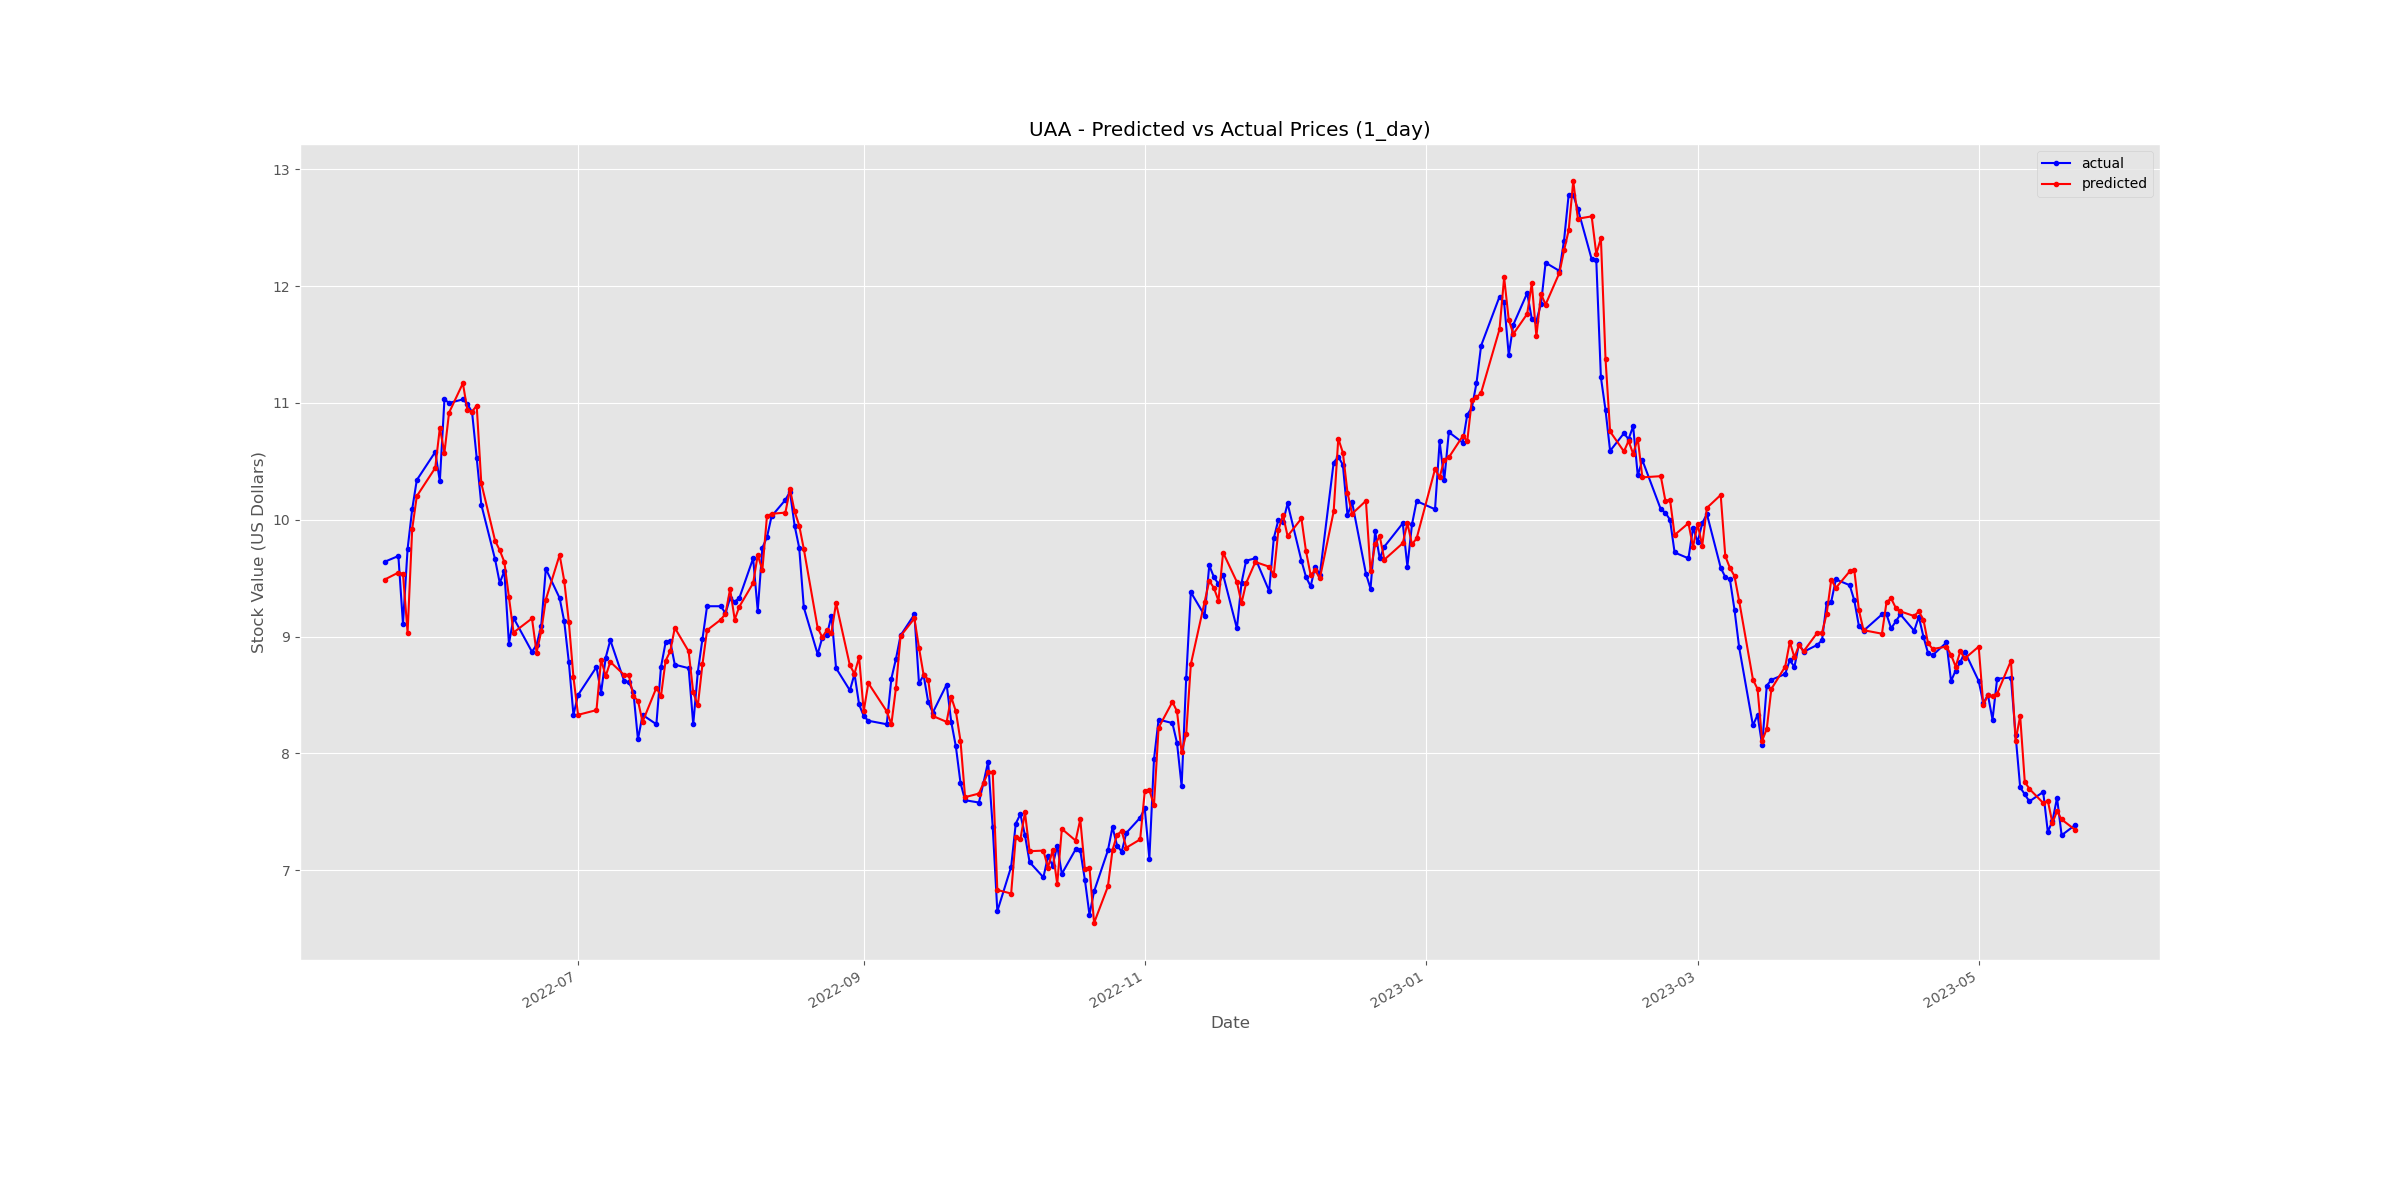 UAA - Predicted vs Actual Prices (1_day)
actual
predicted
Stock Value (US Dollars)
13
12
11
10
9
8
7
2022-07
2022-09
2022-11
2023-01
2023-03
2023-05
Date